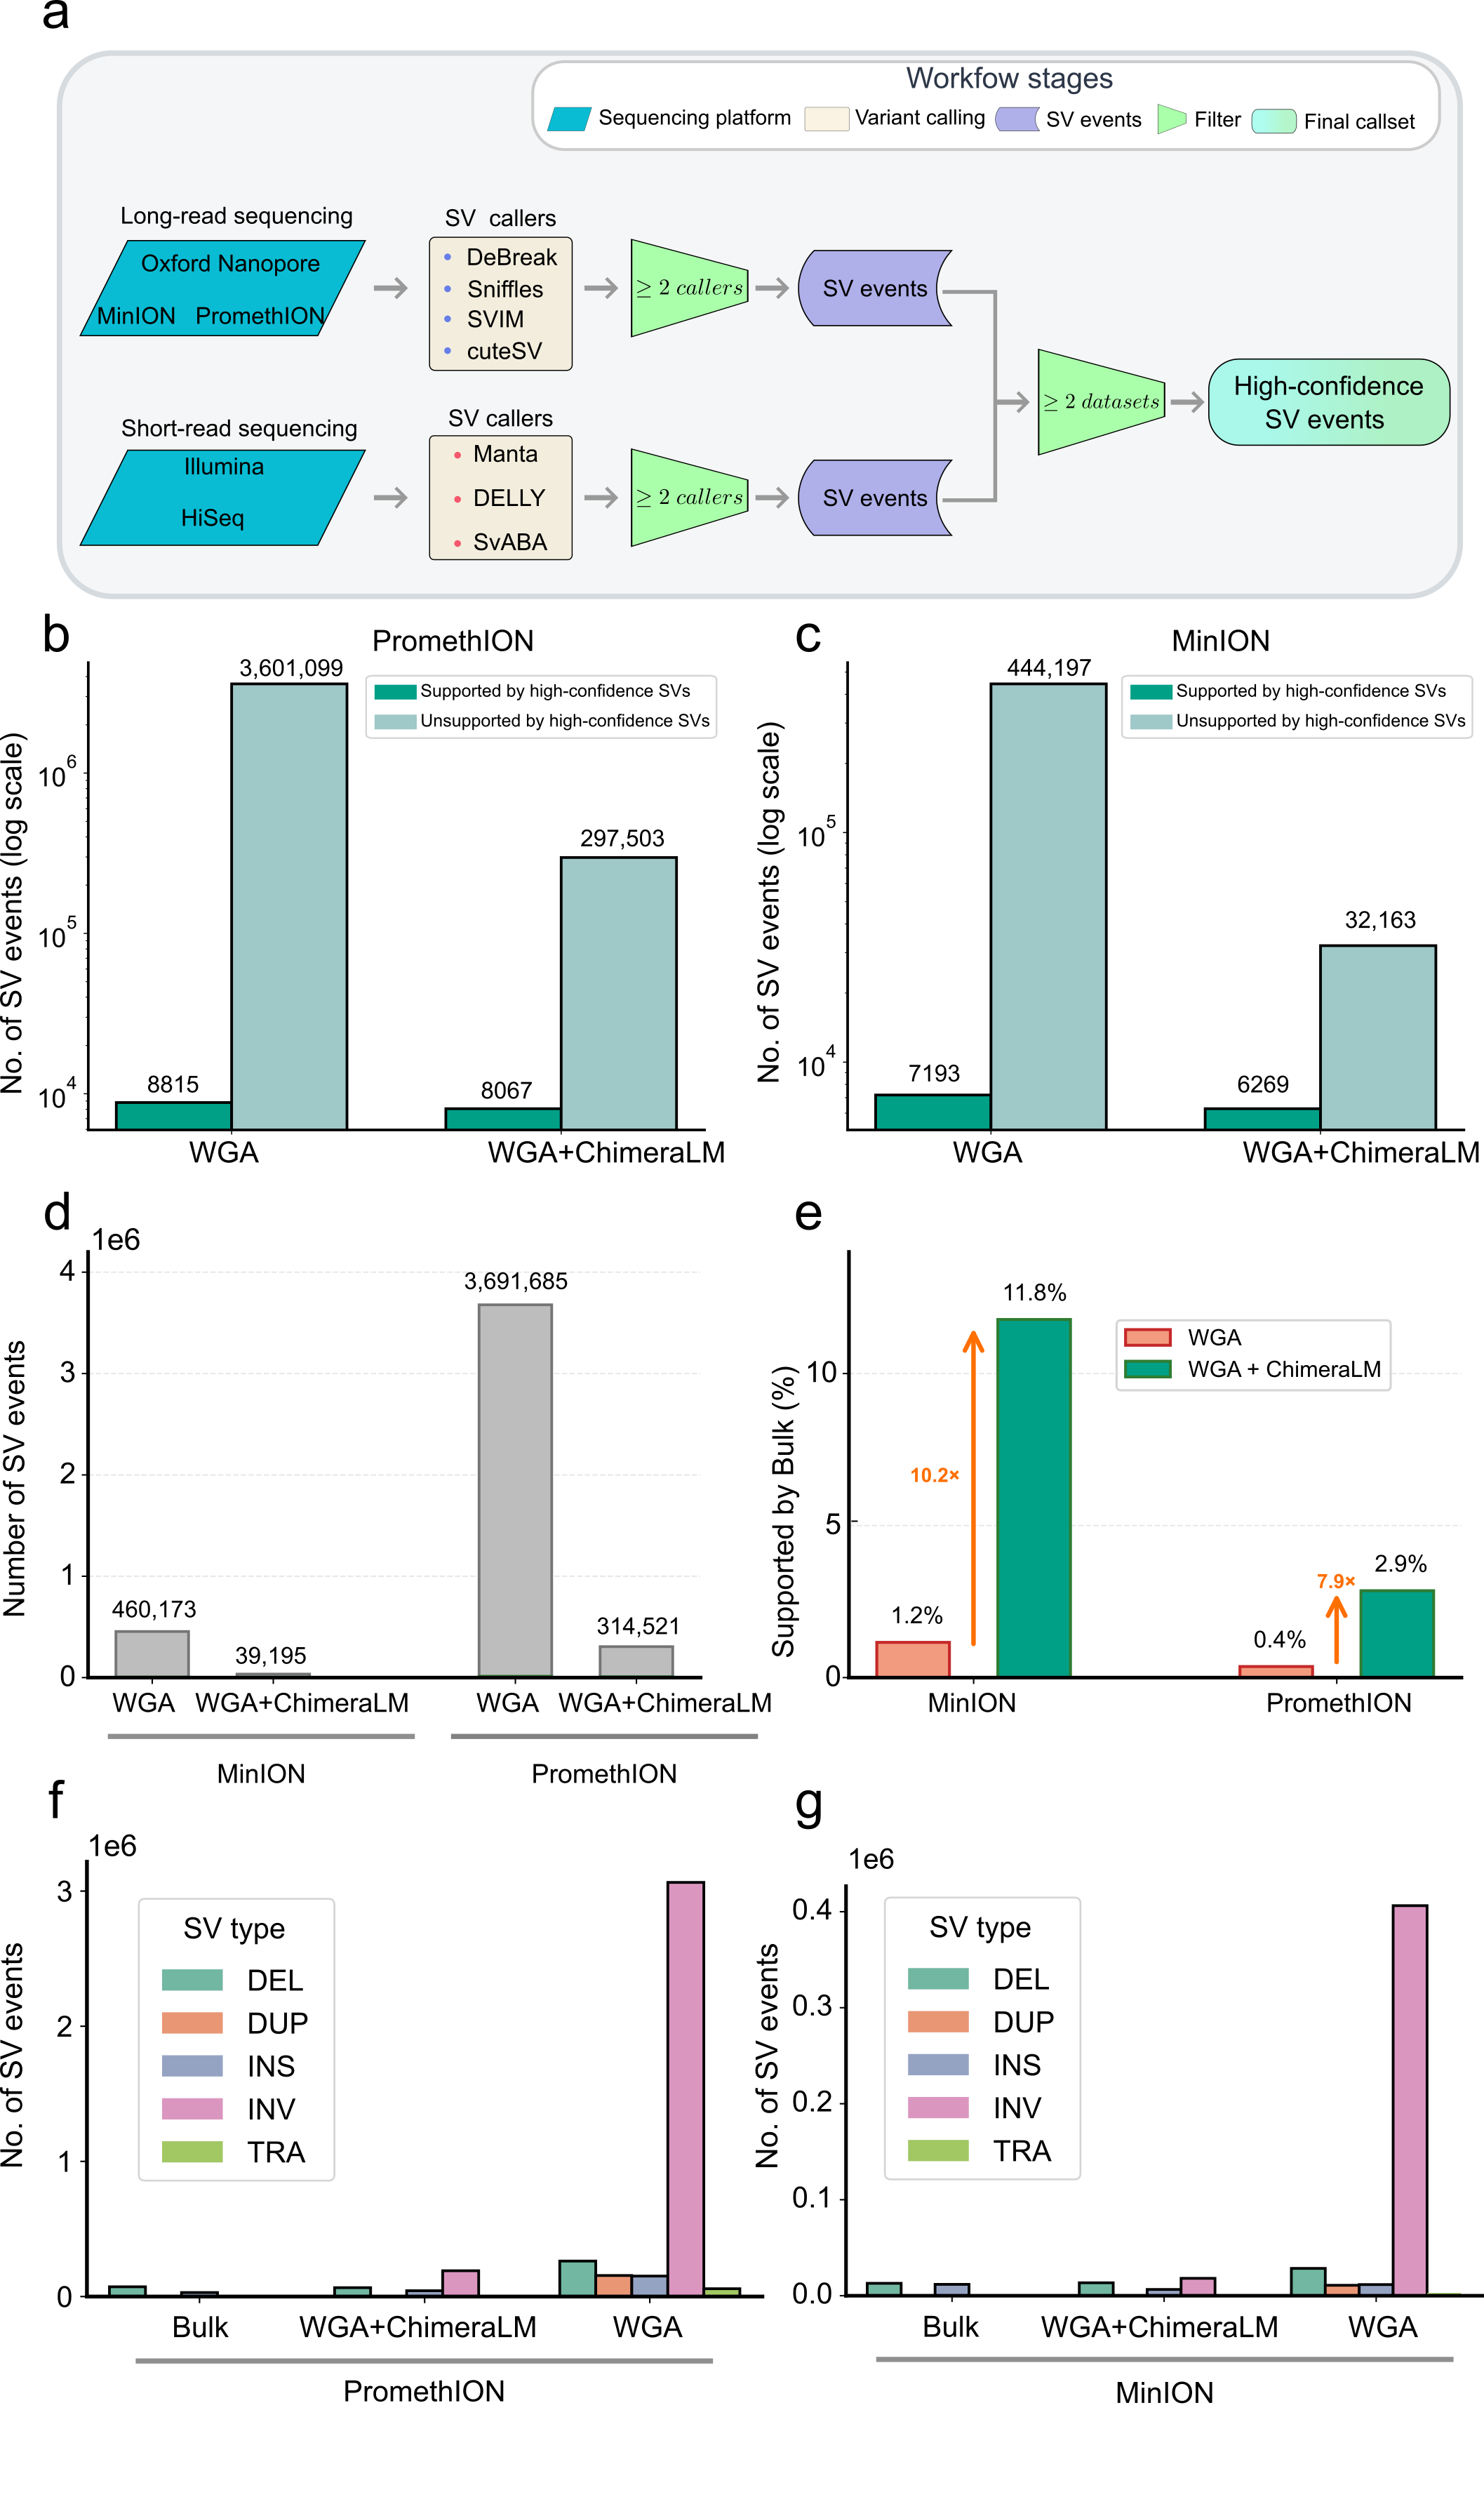 a
Workfow stages
Sequencing platform Variant calling SV events Filter Final callset
Long-read sequencing
Oxford Nanopore
MinION PromethION
SV callers
DeBreak
Sniffles
SVIM
cuteSV
≥ 2 callers
SV events
Short-read sequencing
Illumina
HiSeq
SV callers
Manta
DELLY
SvABA
≥ 2 callers
SV events
≥ 2 datasets
High-confidence
SV events
b
PromethION
No. of SV events (log scale)
10^6
10^5
10^4
3,601,099
Supported by high-confidence SVs
Unsupported by high-confidence SVs
297,503
8815
8067
WGA WGA+ChimeraLM
c
MinION
No. of SV events (log scale)
10^5
10^4
444,197
Supported by high-confidence SVs
Unsupported by high-confidence SVs
32,163
7193
6269
WGA WGA+ChimeraLM
d
1e6
Number of SV events
4
3
2
1
0
3,691,685
460,173
39,195
314,521
WGA WGA+ChimeraLM WGA WGA+ChimeraLM
MinION PromethION
e
Supported by Bulk (%)
10
5
0
11.8%
WGA
WGA + ChimeraLM
10.2×
1.2%
7.9×
2.9%
0.4%
MinION PromethION
f
1e6
No. of SV events
3
2
1
0
SV type
DEL
DUP
INS
INV
TRA
Bulk WGA+ChimeraLM WGA
PromethION
g
1e6
No. of SV events
0.4
0.3
0.2
0.1
0.0
SV type
DEL
DUP
INS
INV
TRA
Bulk WGA+ChimeraLM WGA
MinION